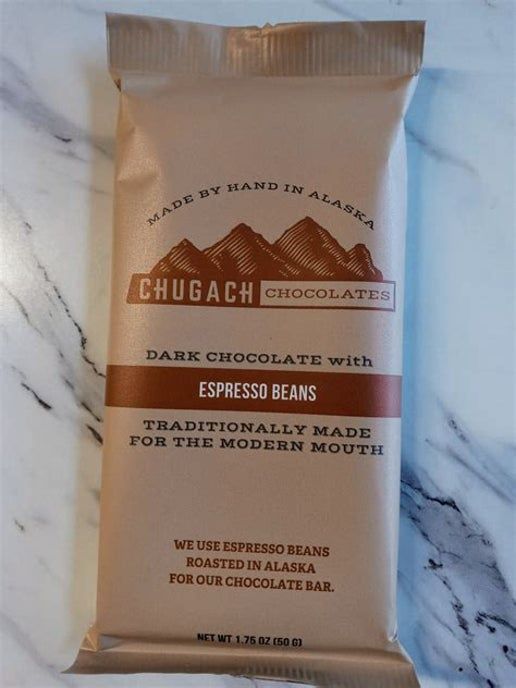 MADE BY HAND IN ALASKA
CHUGACH CHOCOLATES
DARK CHOCOLATE with
ESPRESSO BEANS
TRADITIONALLY MADE
FOR THE MODERN MOUTH
WE USE ESPRESSO BEANS
ROASTED IN ALASKA
FOR OUR CHOCOLATE BAR.
NET WT 1.75 OZ (50 G)